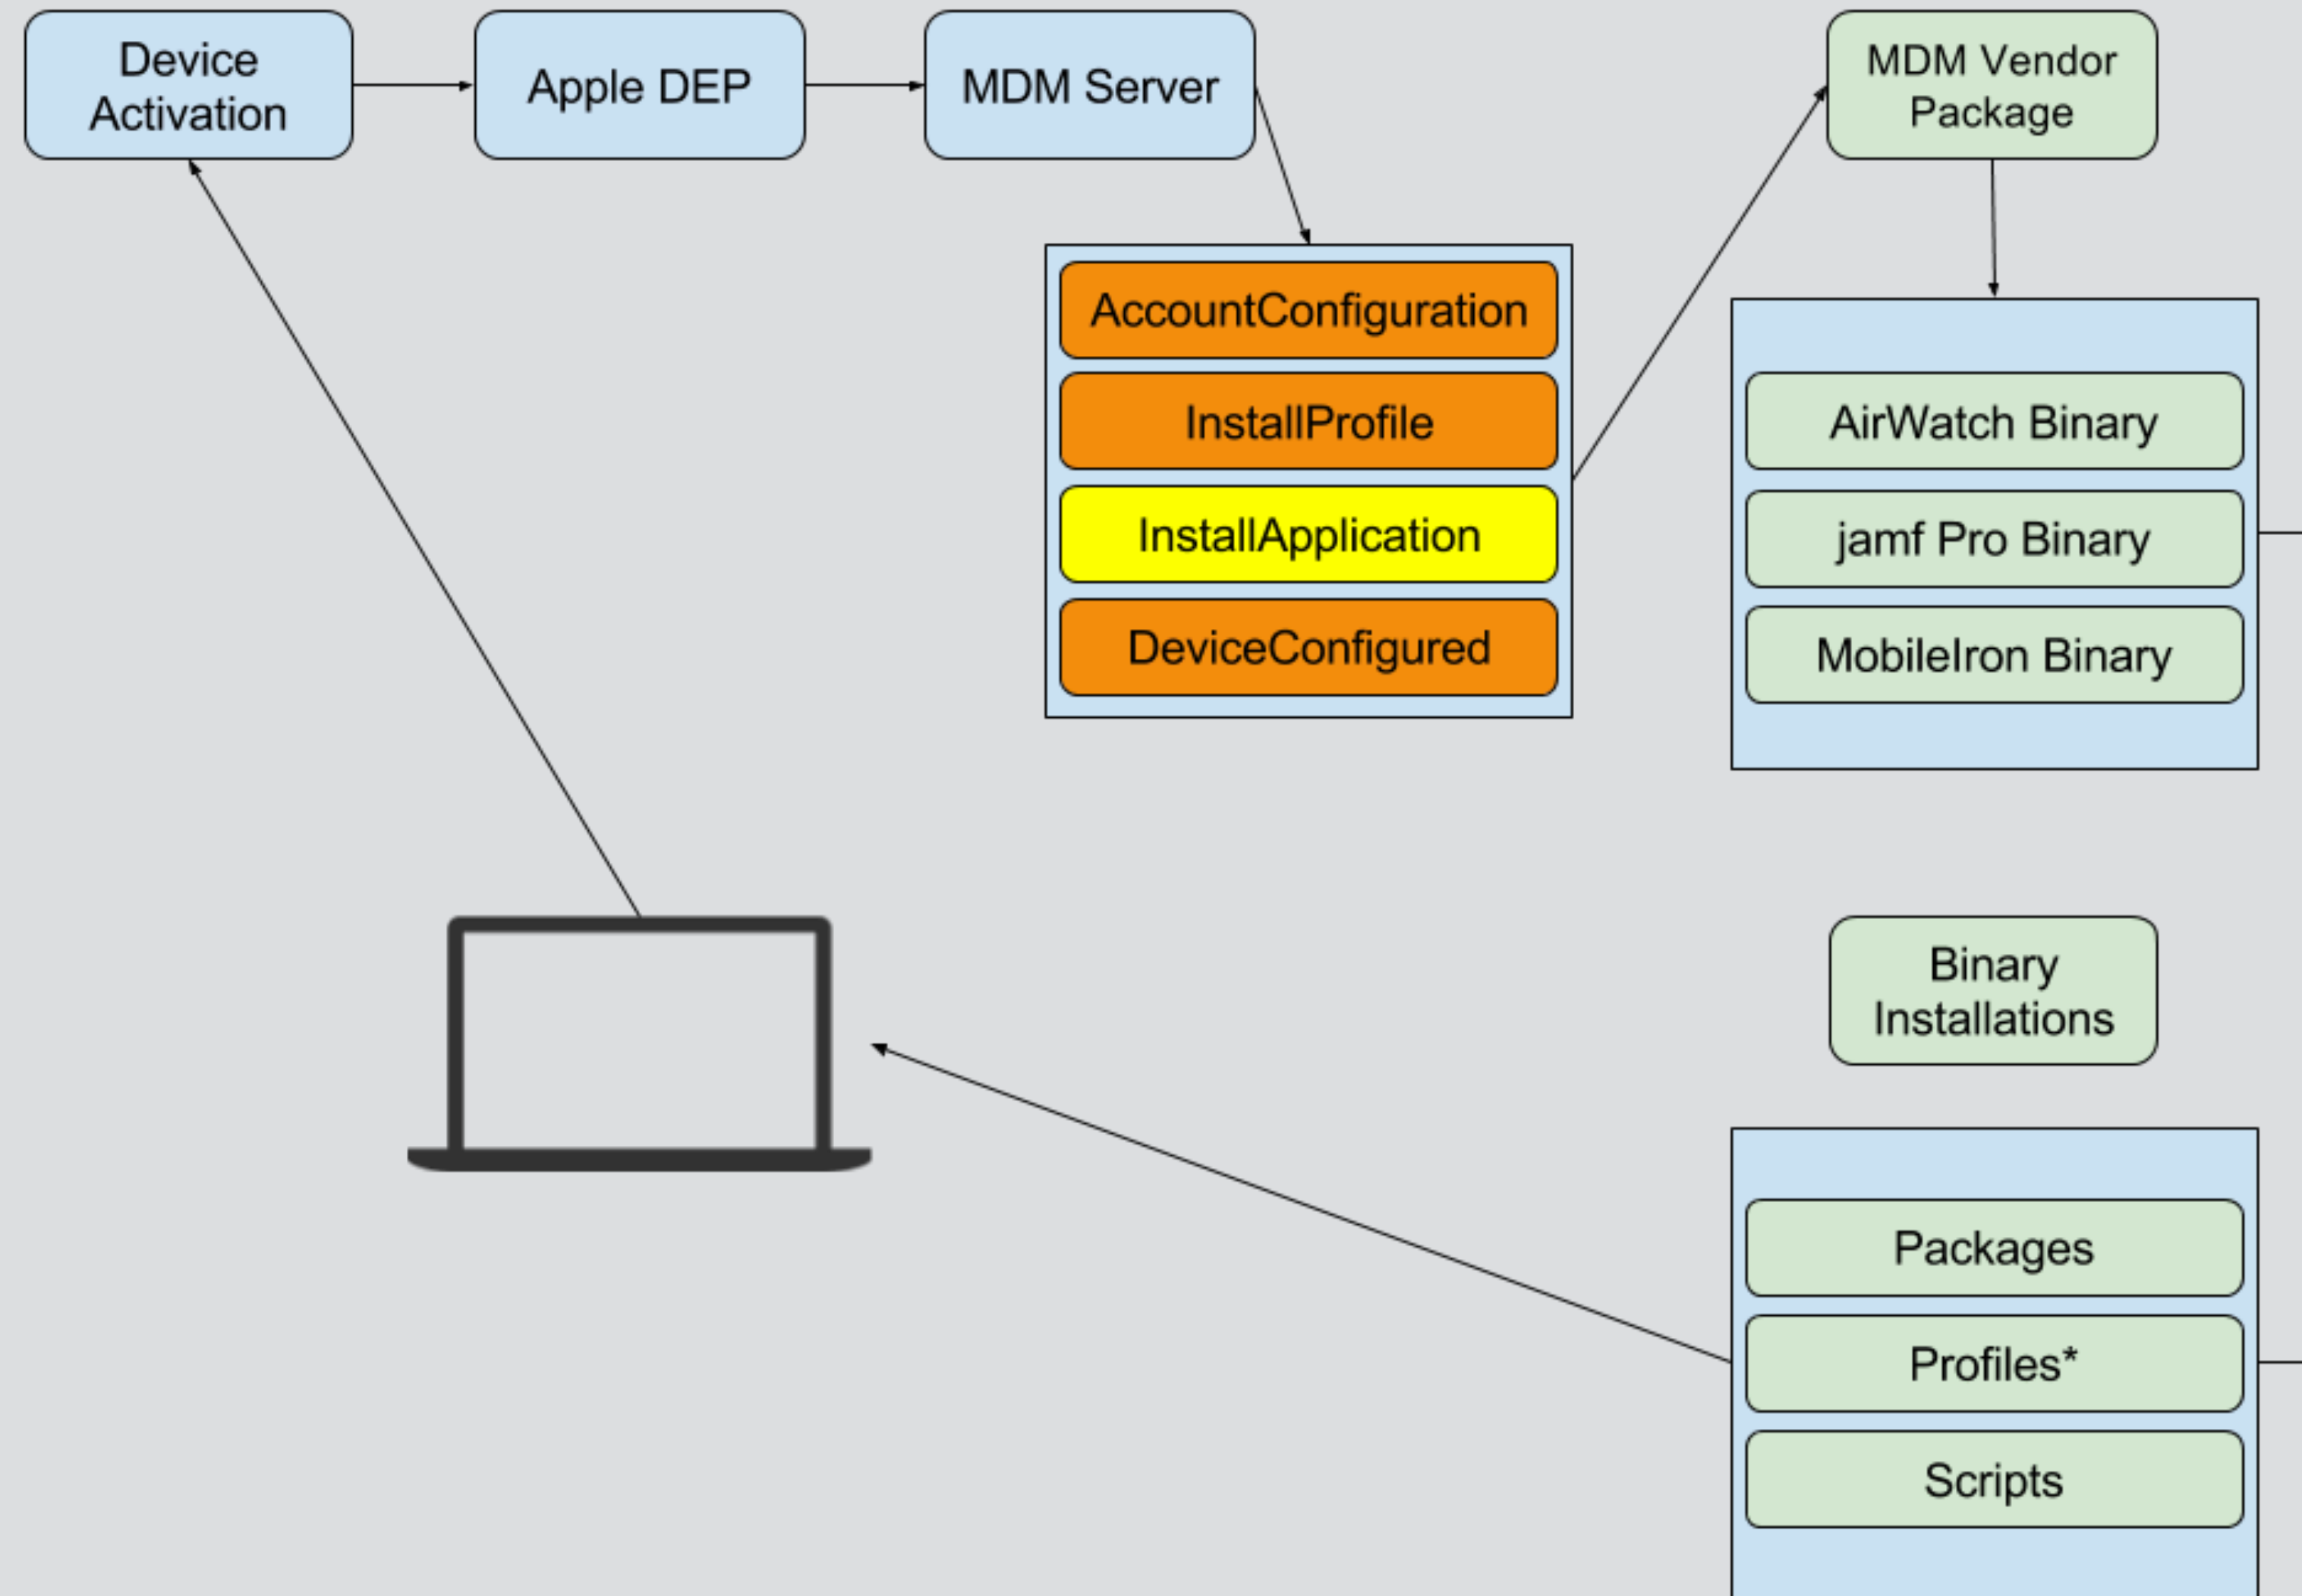 Device
Activation
Apple DEP
MDM Server
MDM Vendor
Package
AccountConfiguration
InstallProfile
InstallApplication
DeviceConfigured
AirWatch Binary
jamf Pro Binary
MobileIron Binary
Binary
Installations
Packages
Profiles*
Scripts